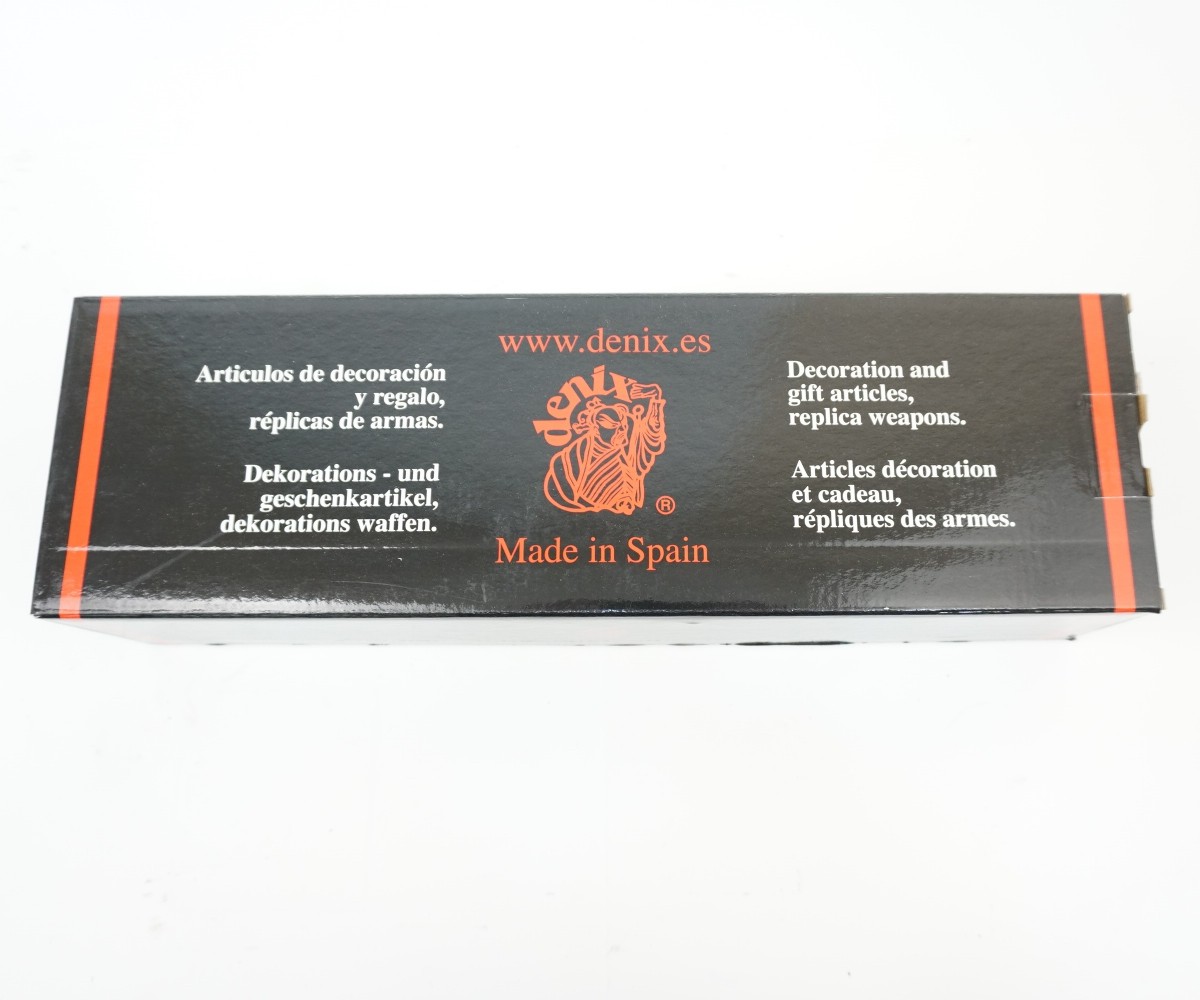 www.denix.es
Articulos de decoración
y regalo,
réplicas de armas.
Dekorations - und
geschenkartikel,
dekorations waffen.
denix
®
Made in Spain
Decoration and
gift articles,
replica weapons.
Articles décoration
et cadeau,
répliques des armes.